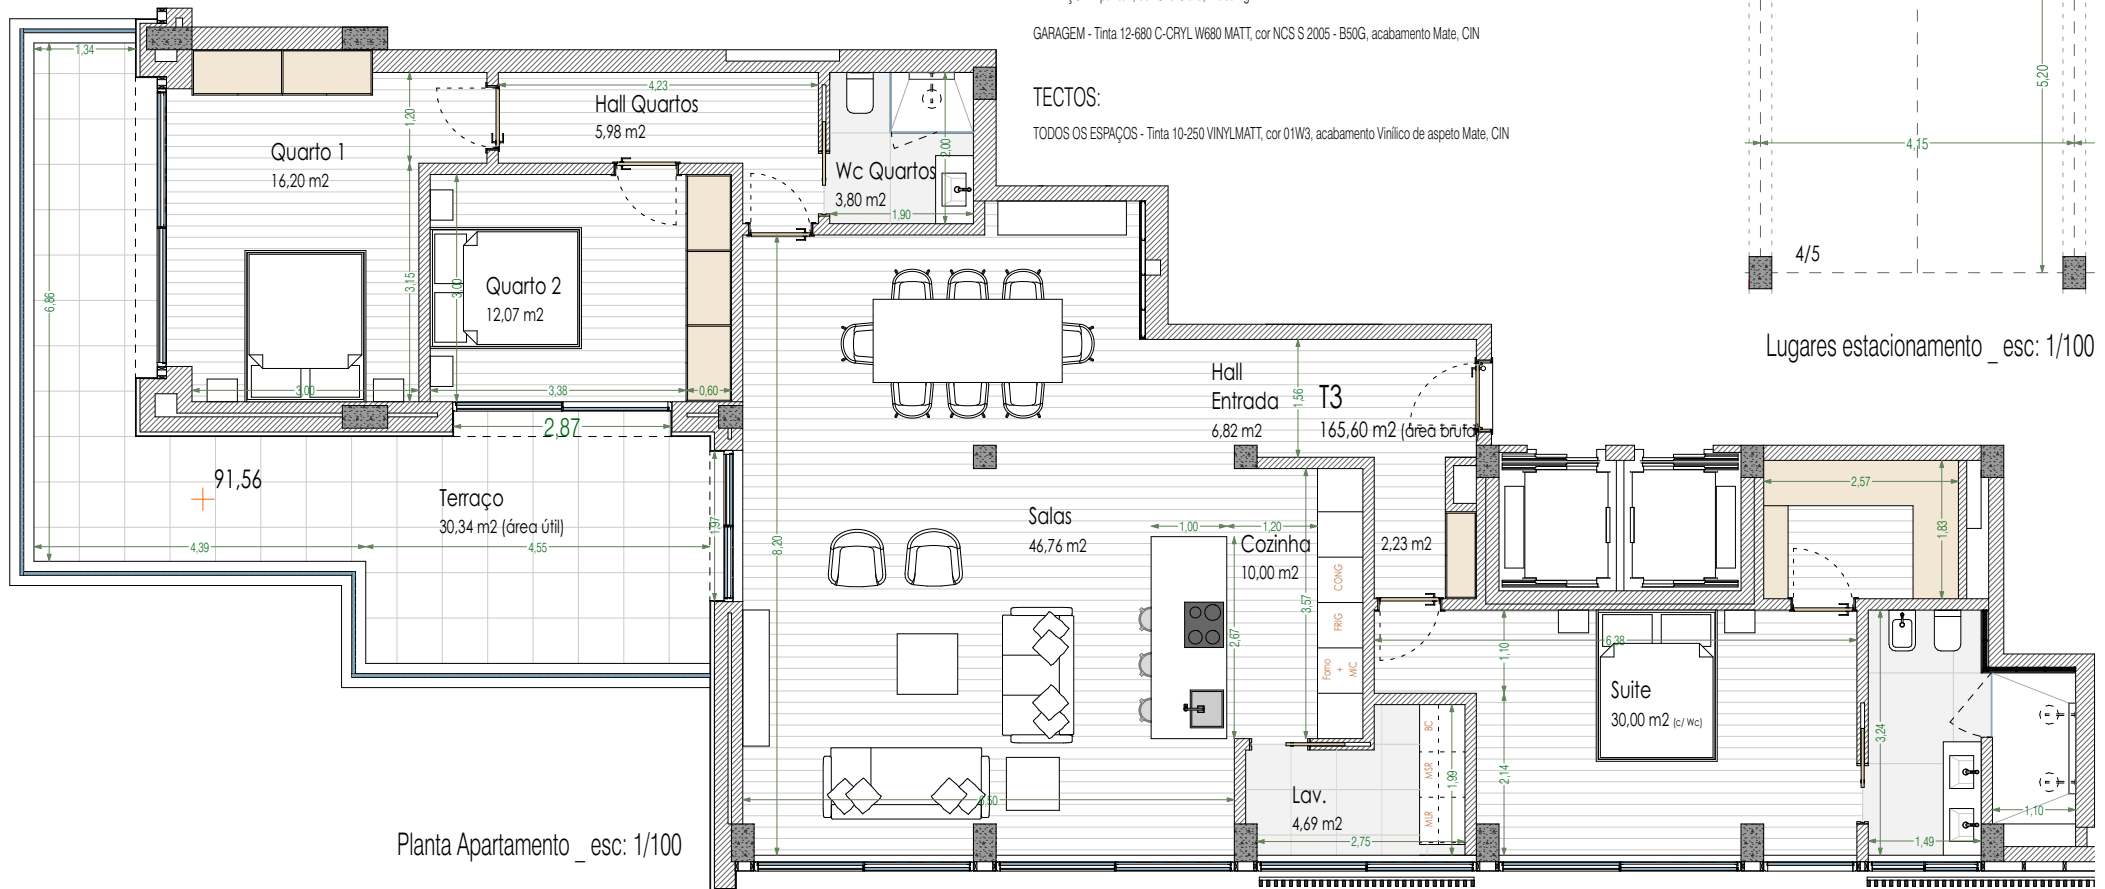 GARAGEM - Tinta 12-680 C-CRYL W680 MATT, cor NCS S 2005 - B50G, acabamento Mate, CIN
TECTOS:
TODOS OS ESPAÇOS - Tinta 10-250 VINYLMATT, cor 01W3, acabamento Vinílico de aspeto Mate, CIN
5,20
4,15
4/5
Lugares estacionamento _ esc: 1/100
1,34
4,23
Hall Quartos
5,98 m2
1,20
Quarto 1
16,20 m2
2,00
Wc Quartos
3,80 m2
1,90
6,86
3,15
3,00
Quarto 2
12,07 m2
3,00
3,38
0,60
2,87
Hall
Entrada
6,82 m2
1,56
T3
165,60 m2 (área bruta)
91,56
Terraço
30,34 m2 (área útil)
4,39
4,55
1,97
8,20
Salas
46,76 m2
1,00
1,20
Cozinha
10,00 m2
2,23 m2
2,57
1,83
CONG
FRIG
Forno
+
MIC
3,57
2,67
6,38
1,10
Suite
30,00 m2 (c/ Wc)
3,24
2,14
BC
MSR
MLR
1,99
Lav.
4,69 m2
2,75
6,50
1,10
1,49
Planta Apartamento _ esc: 1/100